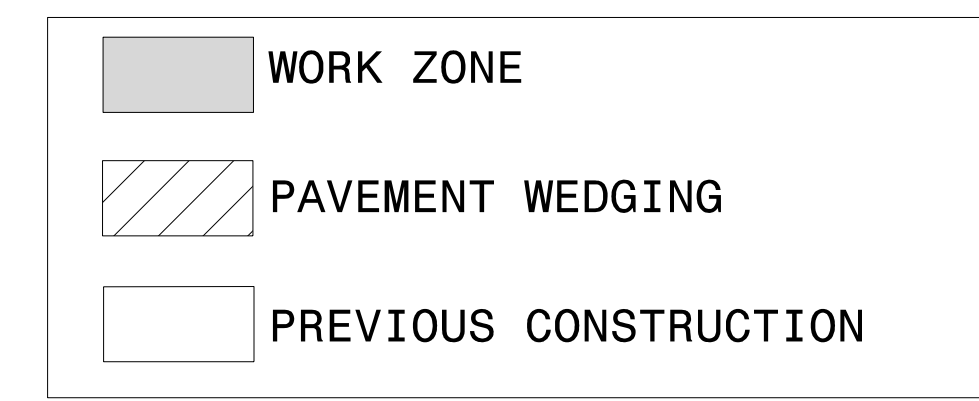 WORK ZONE
PAVEMENT WEDGING
PREVIOUS CONSTRUCTION